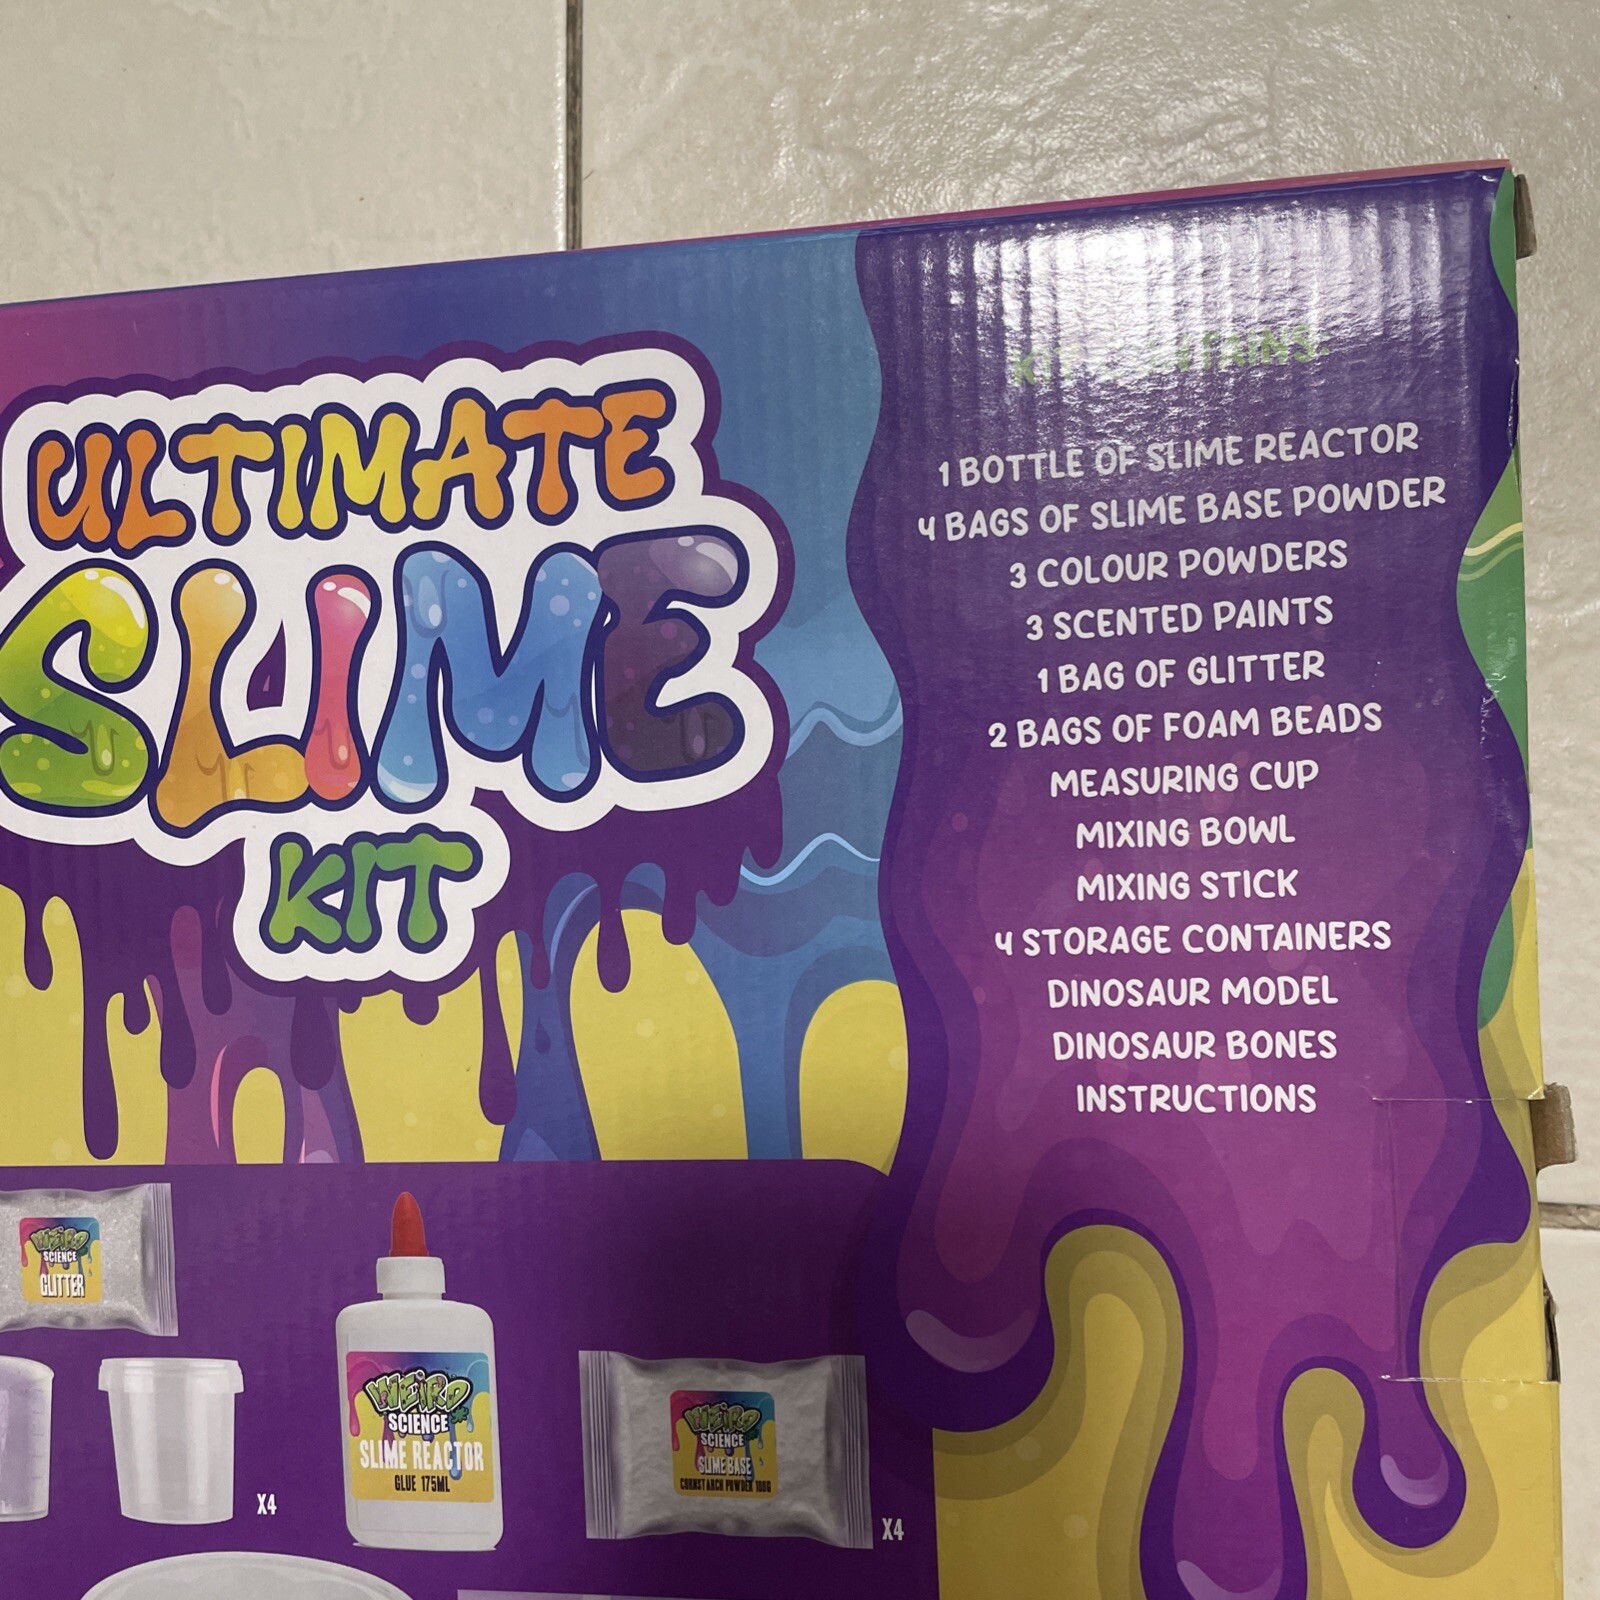 ULTIMATE
SLIME
KIT
KIT CONTAINS:
1 BOTTLE OF SLIME REACTOR
4 BAGS OF SLIME BASE POWDER
3 COLOUR POWDERS
3 SCENTED PAINTS
1 BAG OF GLITTER
2 BAGS OF FOAM BEADS
MEASURING CUP
MIXING BOWL
MIXING STICK
4 STORAGE CONTAINERS
DINOSAUR MODEL
DINOSAUR BONES
INSTRUCTIONS
WEIRD
SCIENCE
GLITTER
X4
WEIRD
SCIENCE
SLIME REACTOR
GLUE 175ML
WEIRD
SCIENCE
SLIME BASE
CORNSTARCH POWDER 100G
X4